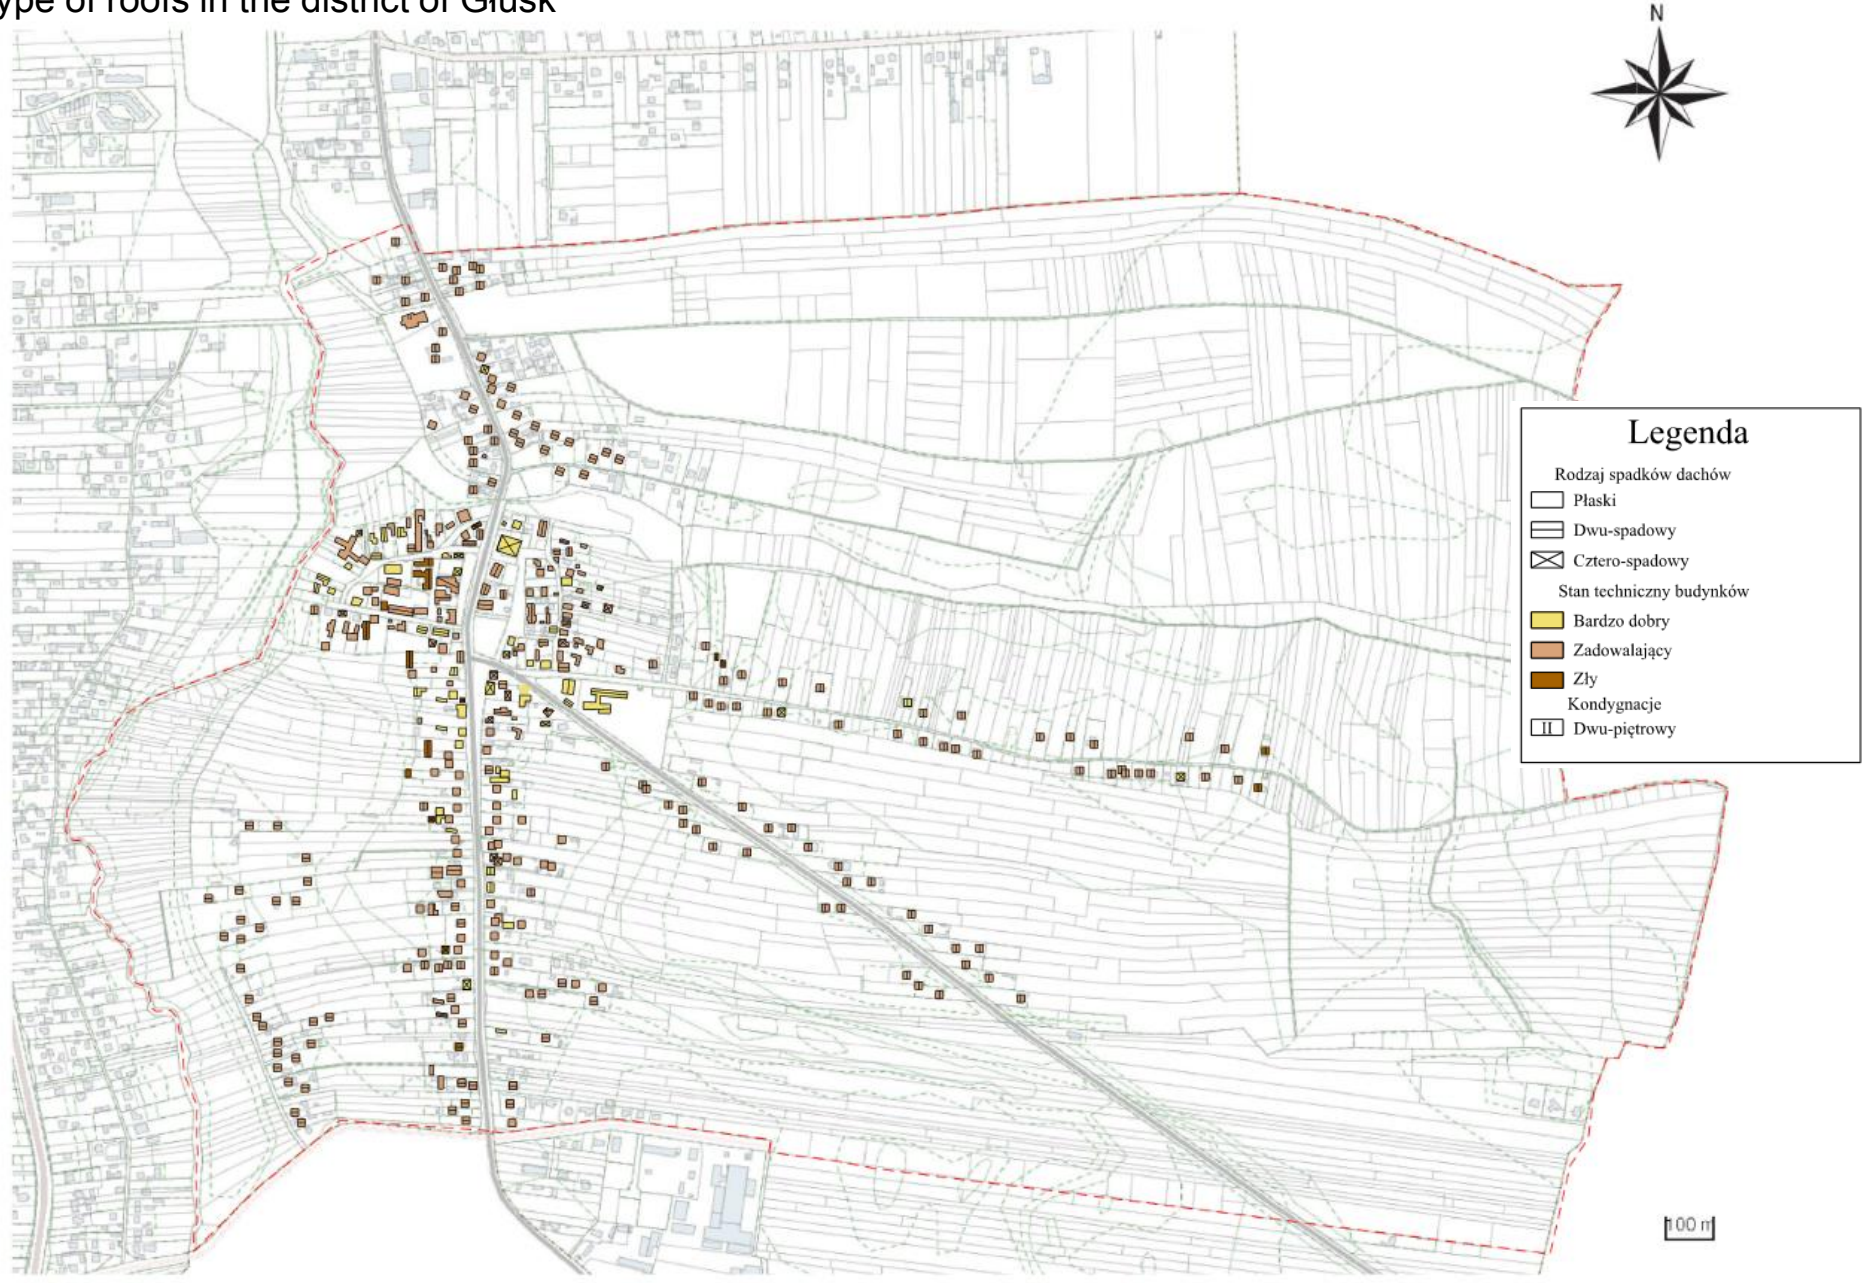 ype of roofs in the district of Głusk
N
Legenda
Rodzaj spadków dachów
Płaski
Dwu-spadowy
Cztero-spadowy
Stan techniczny budynków
Bardzo dobry
Zadowalający
Zły
Kondygnacje
II Dwu-piętrowy
100 m